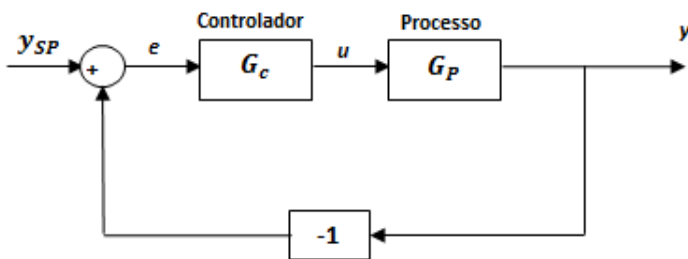 Controlador
Processo
y_SP
e
u
y
+
G_c
G_P
-1